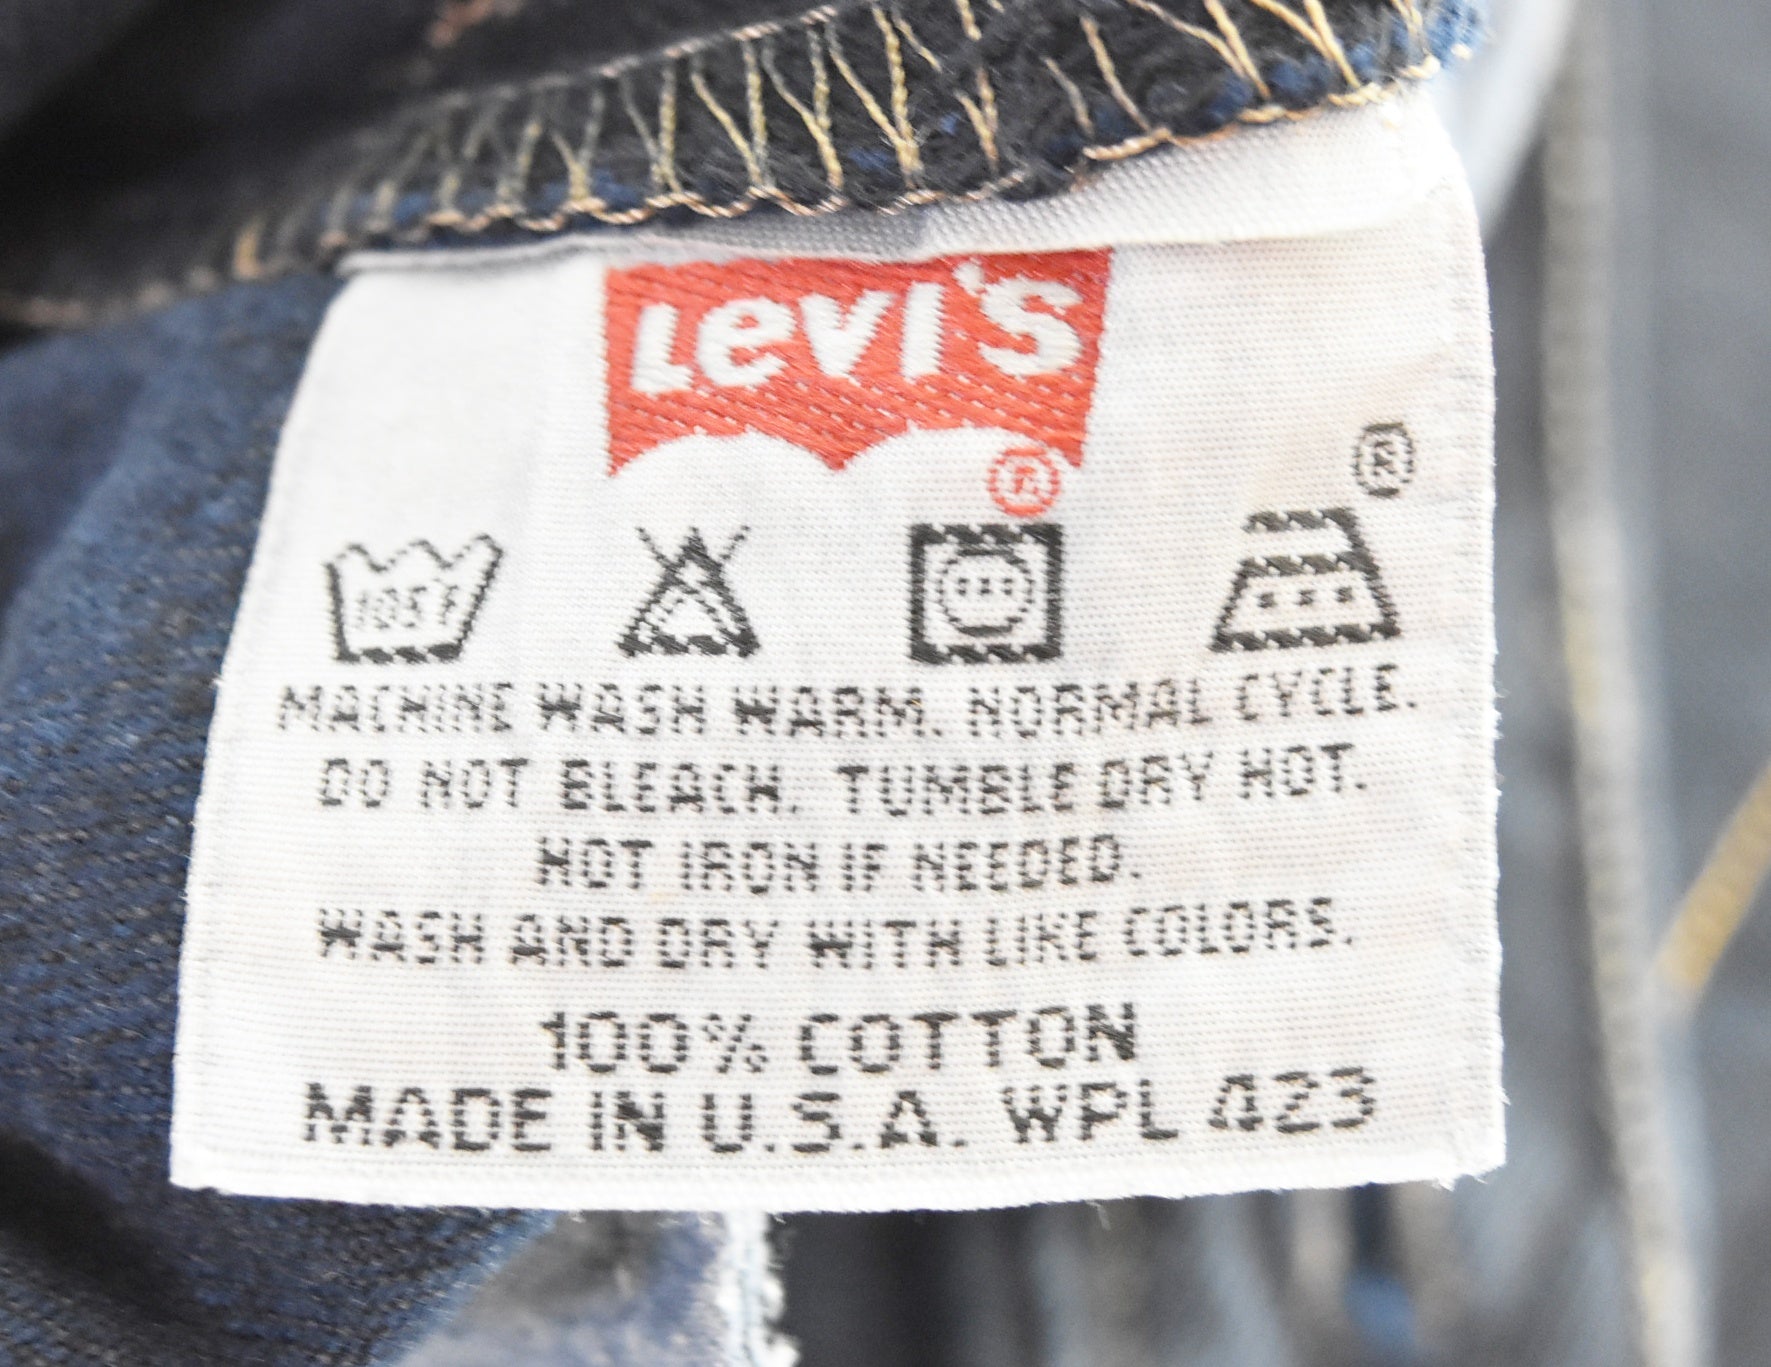 LEVI'S ®
®
105°F
MACHINE WASH WARM. NORMAL CYCLE.
DO NOT BLEACH. TUMBLE DRY HOT.
HOT IRON IF NEEDED.
WASH AND DRY WITH LIKE COLORS.
100% COTTON
MADE IN U.S.A. WPL 423